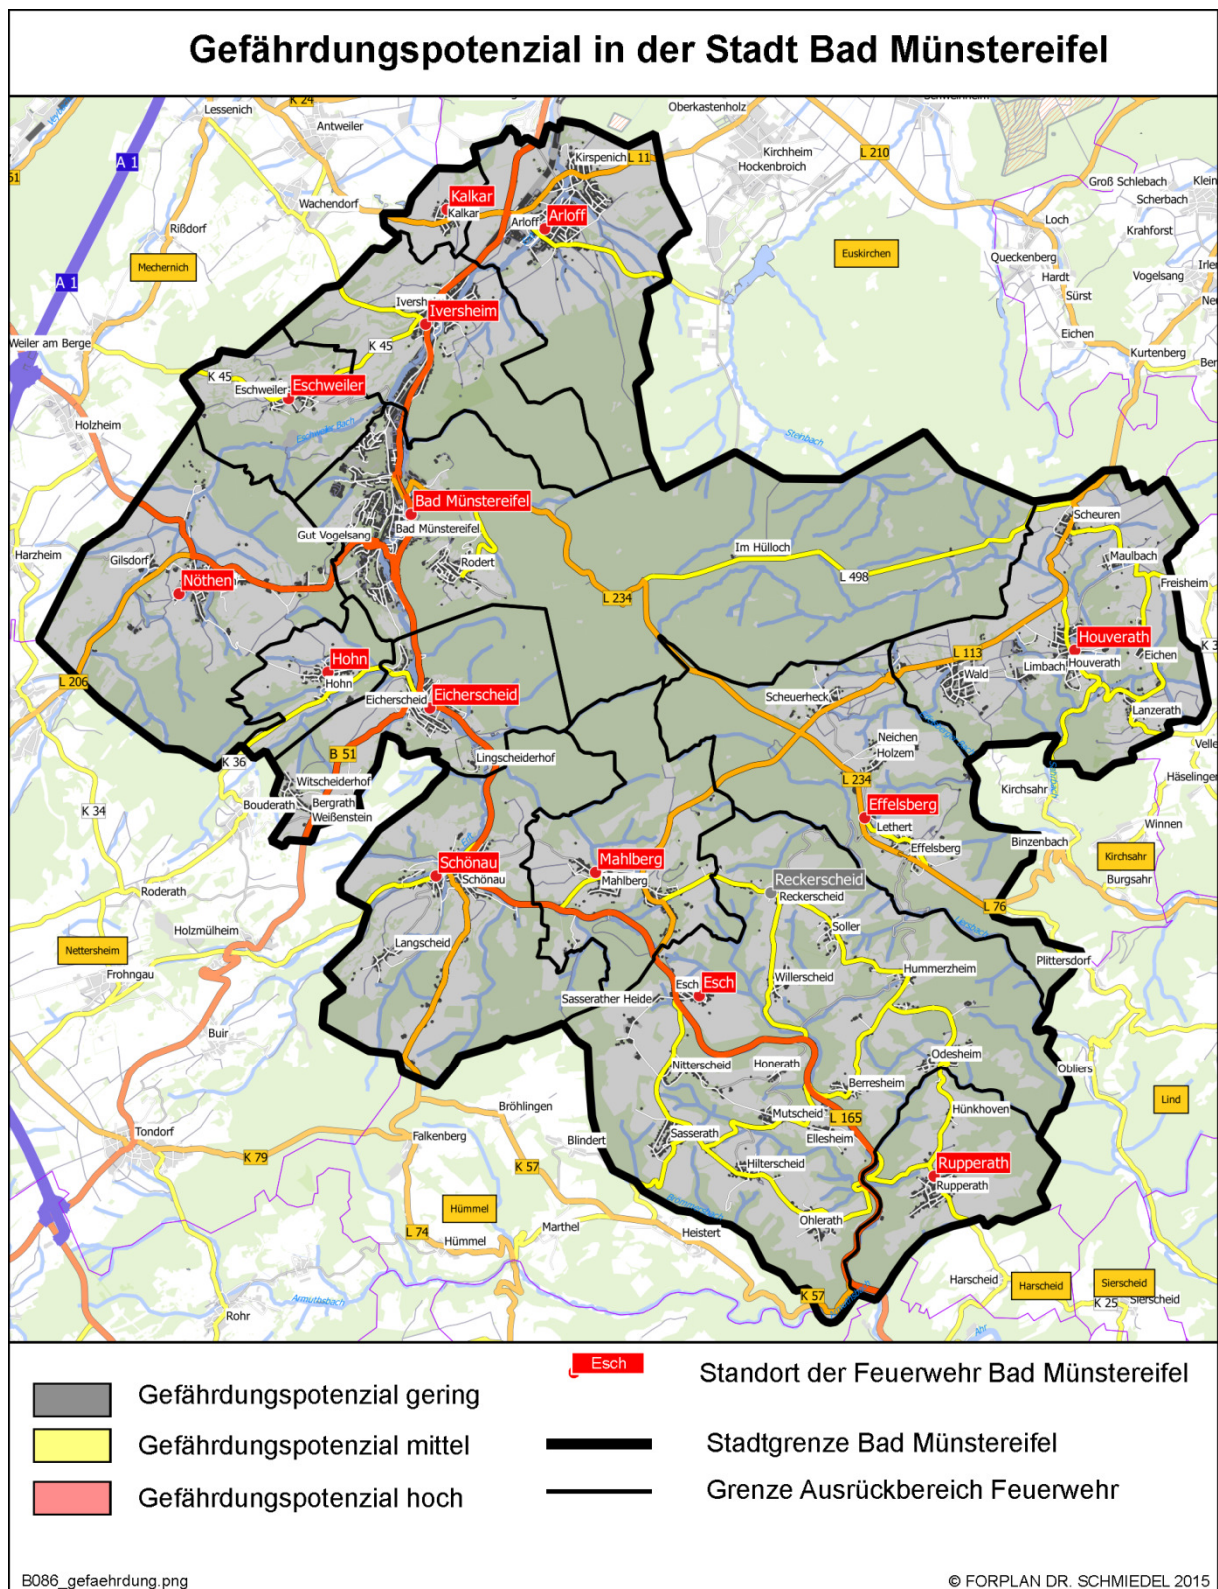 Gefährdungspotenzial in der Stadt Bad Münstereifel
Lessenich
K 24
Antweiler
Oberkastenholz
Kirchheim
Hockenbroich
L 210
A 1
Kirspenich
L 11
Groß Schlebach
Klein
Scherbach
Wachendorf
Kalkar
Kalkar
Arloff
Arloff
Loch
Krahforst
Rißdorf
Mechernich
Euskirchen
Queckenberg
Hardt
Vogelsang
Sürst
A 1
Iversheim
Eichen
Weiler am Berge
K 45
Kurtenberg
K 45
Eschweiler
Eschweiler
Holzheim
Eschweiler Bach
Steinbach
Bad Münstereifel
Scheuren
Gut Vogelsang
Bad Münstereifel
Im Hülloch
Harzheim
Gilsdorf
Rodert
Maulbach
L 498
Freisheim
Nöthen
L 234
Houverath
Hohn
L 113
Eichen
Limbach
Houverath
Wald
Hohn
L 206
Eicherscheid
Eicherscheid
Scheuerheck
Lanzerath
Neichen
Holzem
B 51
Lingscheiderhof
K 36
Witscheiderhof
L 234
Kirchsahr
Häselingen
Bouderath
Bergrath
Weißenstein
K 34
Effelsberg
Winnen
Lethert
Binzenbach
Kirchsahr
Schönau
Mahlberg
Effelsberg
Burgsahr
Schönau
Mahlberg
Reckerscheid
Reckerscheid
Roderath
L 76
Holzmülheim
Soller
Nettersheim
Langscheid
Plittersdorf
Frohngau
Willerscheid
Hummerzheim
Esch
Esch
Sasserather Heide
Buir
Odesheim
Nitterscheid
Honerath
Obliers
Berresheim
Lind
Bröhlingen
Mutscheid
L 165
Hünkhoven
Tondorf
Falkenberg
Blindert
Sasserath
Ellesheim
K 79
K 57
Rupperath
Hilterscheid
Rupperath
Hümmel
Ohlerath
L 74
Hümmel
Marthel
Heistert
Harscheid
Harscheid
Sierscheid
K 57
K 25
Sierscheid
Armuthsbach
Rohr
Ahr
Gefährdungspotenzial gering
Gefährdungspotenzial mittel
Gefährdungspotenzial hoch
Esch
Standort der Feuerwehr Bad Münstereifel
Stadtgrenze Bad Münstereifel
Grenze Ausrückbereich Feuerwehr
B086_gefaehrdung.png
© FORPLAN DR. SCHMIEDEL 2015